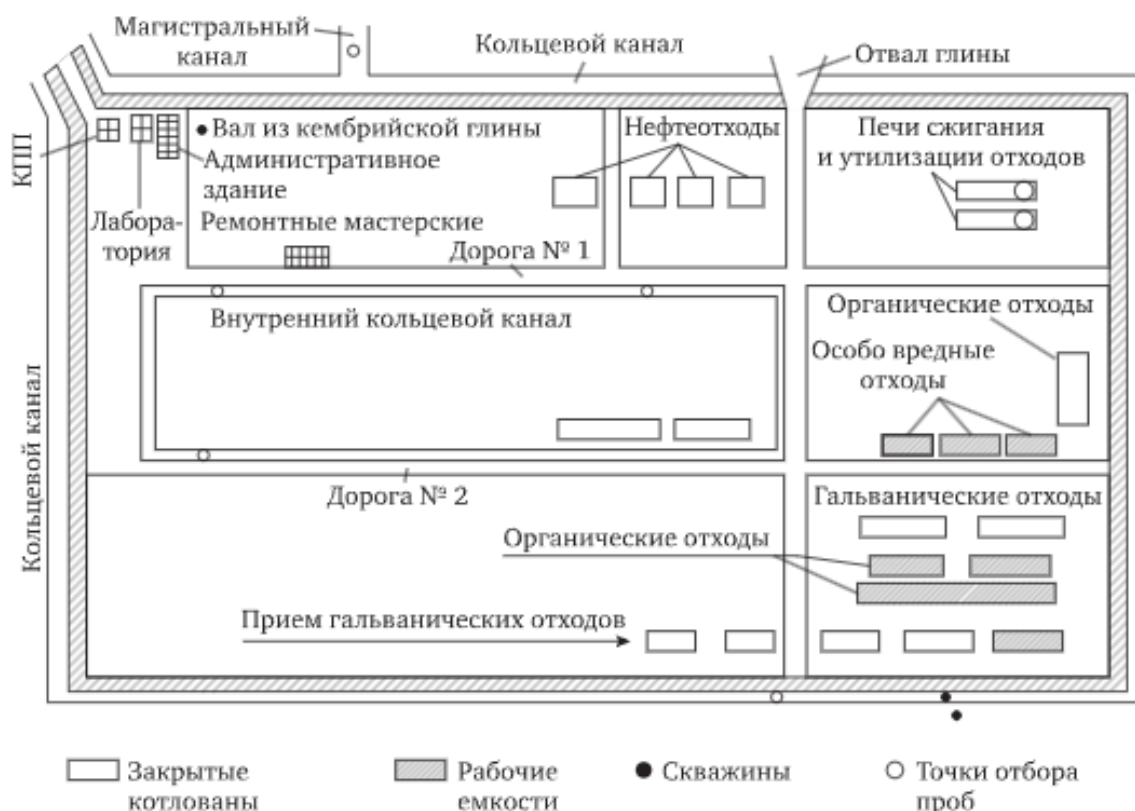 Магистральный
канал
Кольцевой канал
Отвал глины
КПП
Вал из кембрийской глины
Административное
здание
Лабора-
тория
Ремонтные мастерские
Нефтеотходы
Печи сжигания
и утилизации отходов
Дорога № 1
Внутренний кольцевой канал
Органические отходы
Особо вредные
отходы
Кольцевой канал
Дорога № 2
Гальванические отходы
Органические отходы
Прием гальванических отходов
Закрытые
котлованы
Рабочие
емкости
Скважины
Точки отбора
проб